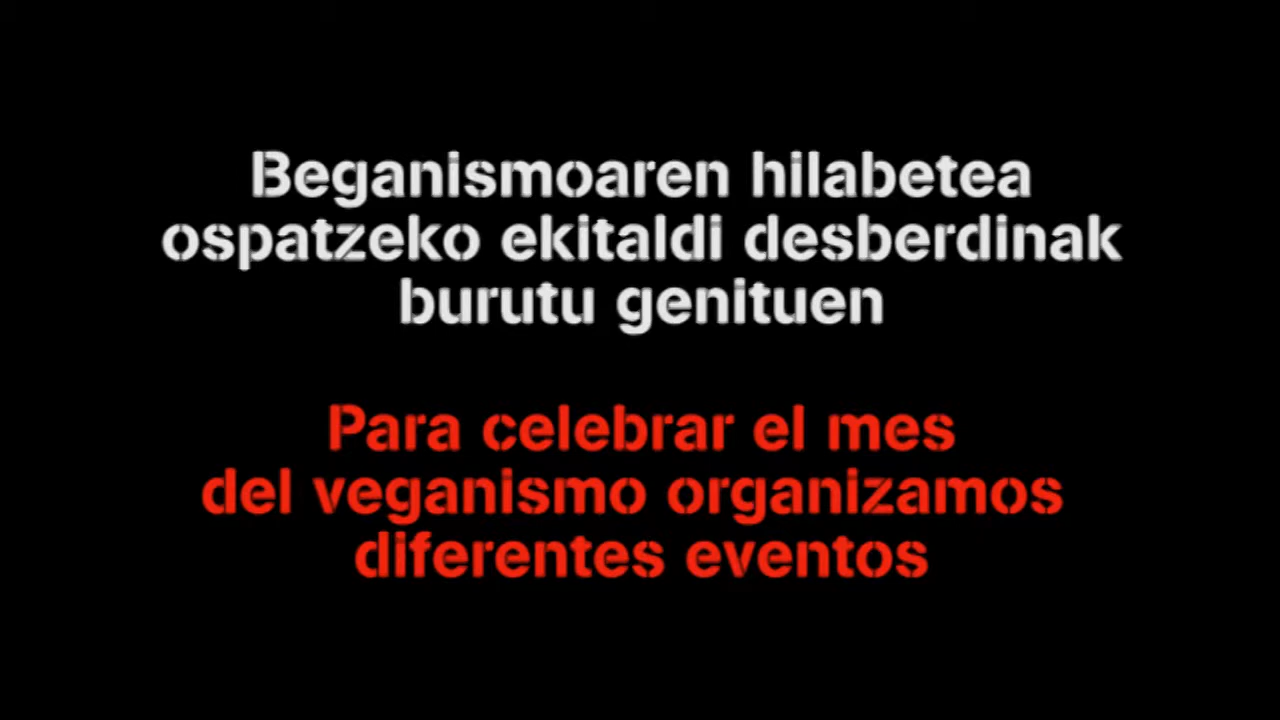 Beganismoaren hilabetea
ospatzeko ekitaldi desberdinak
burutu genituen
Para celebrar el mes
del veganismo organizamos
diferentes eventos